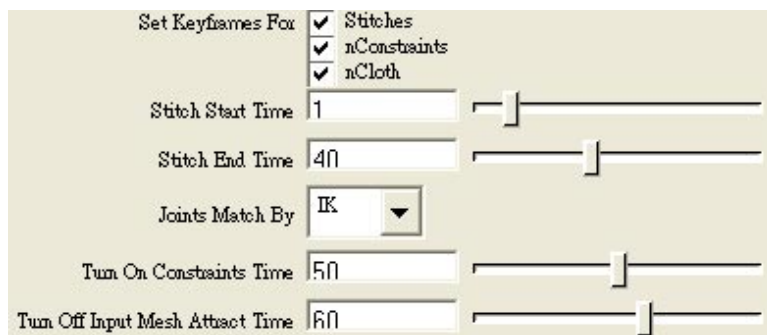 Set Keyframes For Stitches
nConstraints
nCloth
Stitch Start Time 1
Stitch End Time 40
Joints Match By IK
Turn On Constraints Time 50
Turn Off Input Mesh Attract Time 60